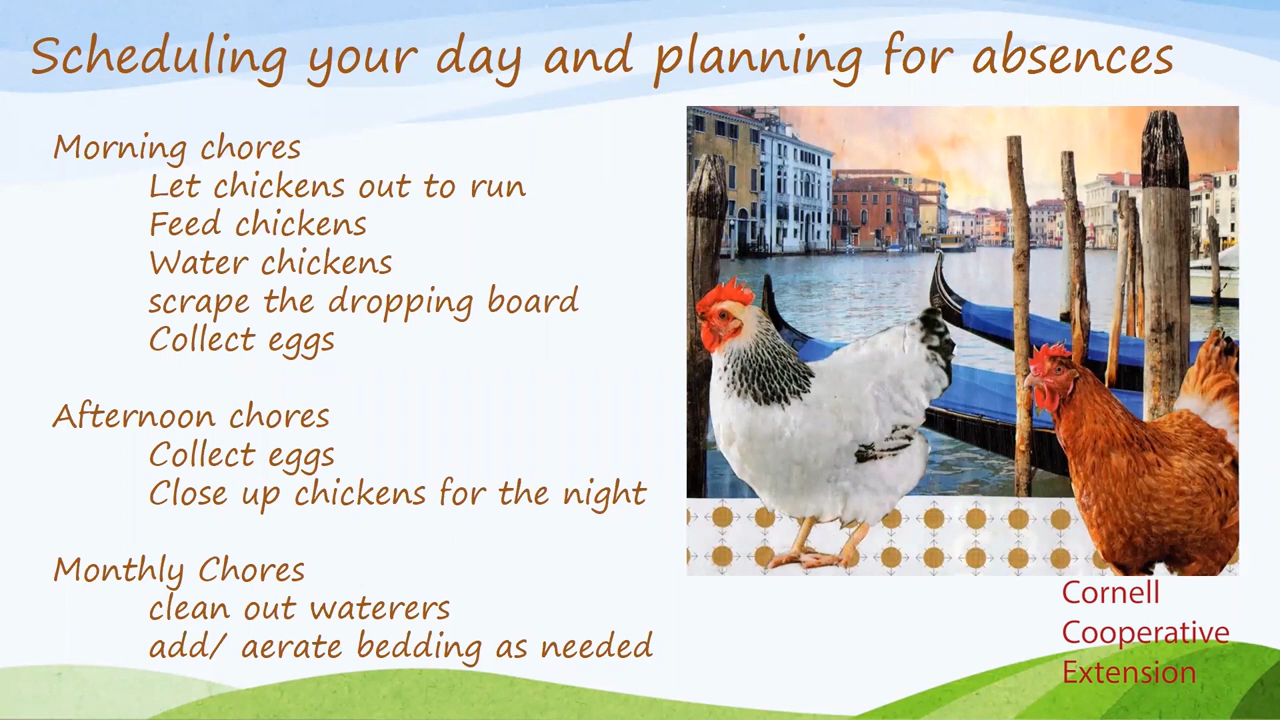 Scheduling your day and planning for absences
Morning chores
Let chickens out to run
Feed chickens
Water chickens
scrape the dropping board
Collect eggs
Afternoon chores
Collect eggs
Close up chickens for the night
Monthly Chores
clean out waterers
add/ aerate bedding as needed
Cornell
Cooperative
Extension